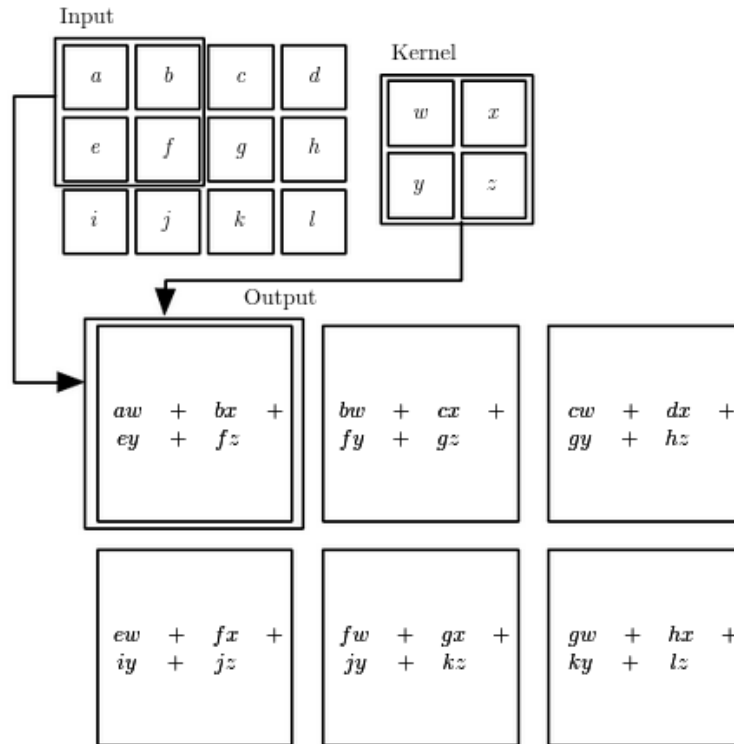 Input
a b c d
e f g h
i j k l
Kernel
w x
y z
Output
aw + bx +
ey + fz
bw + cx +
fy + gz
cw + dx +
gy + hz
ew + fx +
iy + jz
fw + gx +
jy + kz
gw + hx +
ky + lz